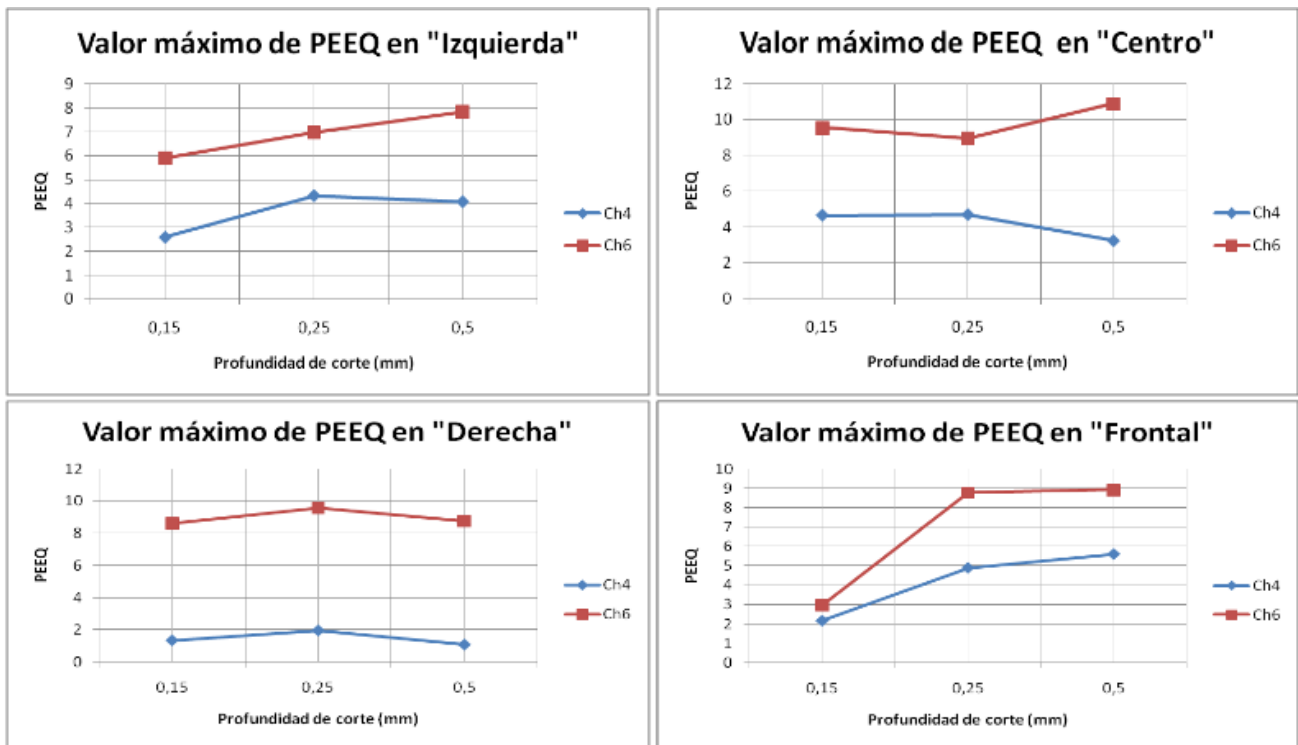 Valor máximo de PEEQ en "Izquierda"
9
8
7
6
5
4
3
2
1
0
PEEQ
0,15
0,25
0,5
Profundidad de corte (mm)
Ch4
Ch6
Valor máximo de PEEQ en "Centro"
12
10
8
6
4
2
0
PEEQ
0,15
0,25
0,5
Profundidad de corte (mm)
Ch4
Ch6
Valor máximo de PEEQ en "Derecha"
12
10
8
6
4
2
0
PEEQ
0,15
0,25
0,5
Profundidad de corte (mm)
Ch4
Ch6
Valor máximo de PEEQ en "Frontal"
10
9
8
7
6
5
4
3
2
1
0
PEEQ
0,15
0,25
0,5
Profundidad de corte (mm)
Ch4
Ch6